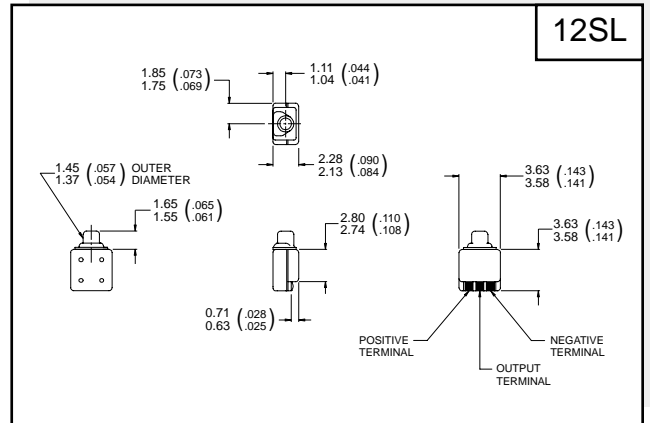 12SL
1.85 (.073)
1.75 (.069)
1.11 (.044)
1.04 (.041)
2.28 (.090)
2.13 (.084)
1.45 (.057) OUTER
1.37 (.054) DIAMETER
1.65 (.065)
1.55 (.061)
2.80 (.110)
2.74 (.108)
3.63 (.143)
3.58 (.141)
3.63 (.143)
3.58 (.141)
0.71 (.028)
0.63 (.025)
POSITIVE
TERMINAL
NEGATIVE
TERMINAL
OUTPUT
TERMINAL